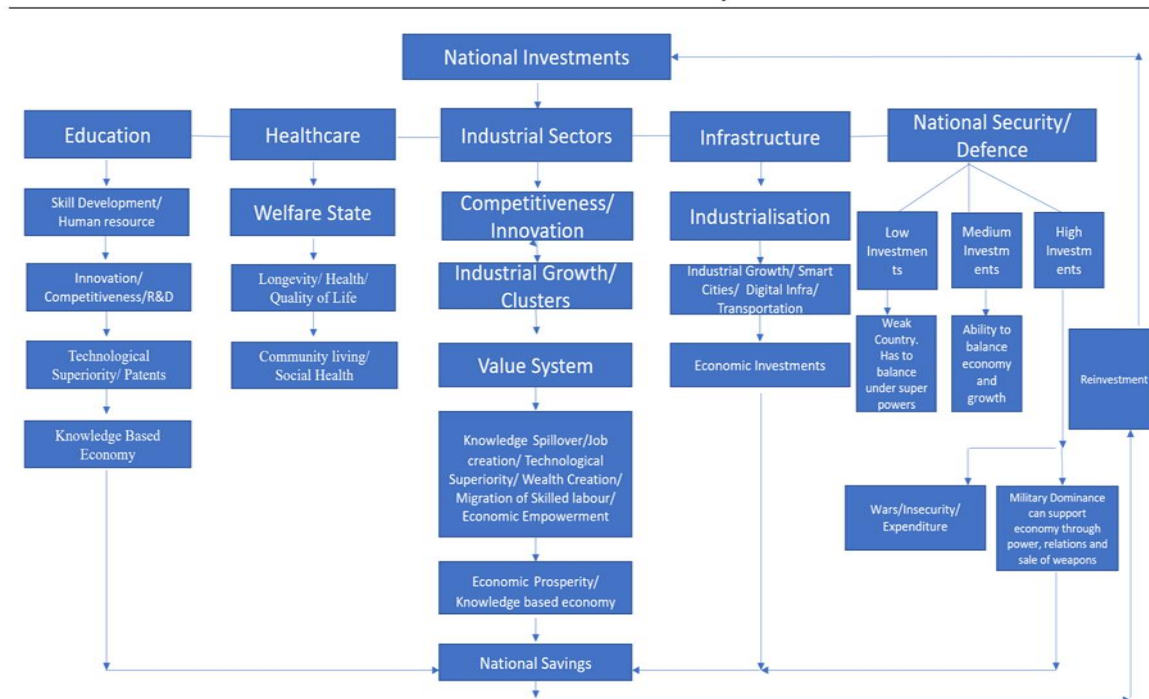 National Investments
Education
Healthcare
Industrial Sectors
Infrastructure
National Security/
Defence
Skill Development/
Human resource
Welfare State
Competitiveness/
Innovation
Industrialisation
Low
Investmen
ts
Medium
Investm
ents
High
Investm
ents
Innovation/
Competitiveness/R&D
Longevity/ Health/
Quality of Life
Industrial Growth/
Clusters
Industrial Growth/ Smart
Cities/ Digital Infra/
Transportation
Weak
Country.
Has to
balance
under super
powers
Ability to
balance
economy
and
growth
Reinvestment
Technological
Superiority/ Patents
Community living/
Social Health
Value System
Economic Investments
Knowledge Based
Economy
Knowledge Spillover/Job
creation/ Technological
Superiority/ Wealth Creation/
Migration of Skilled labour/
Economic Empowerment
Wars/Insecurity/
Expenditure
Military Dominance
can support
economy through
power, relations and
sale of weapons
Economic Prosperity/
Knowledge based economy
National Savings